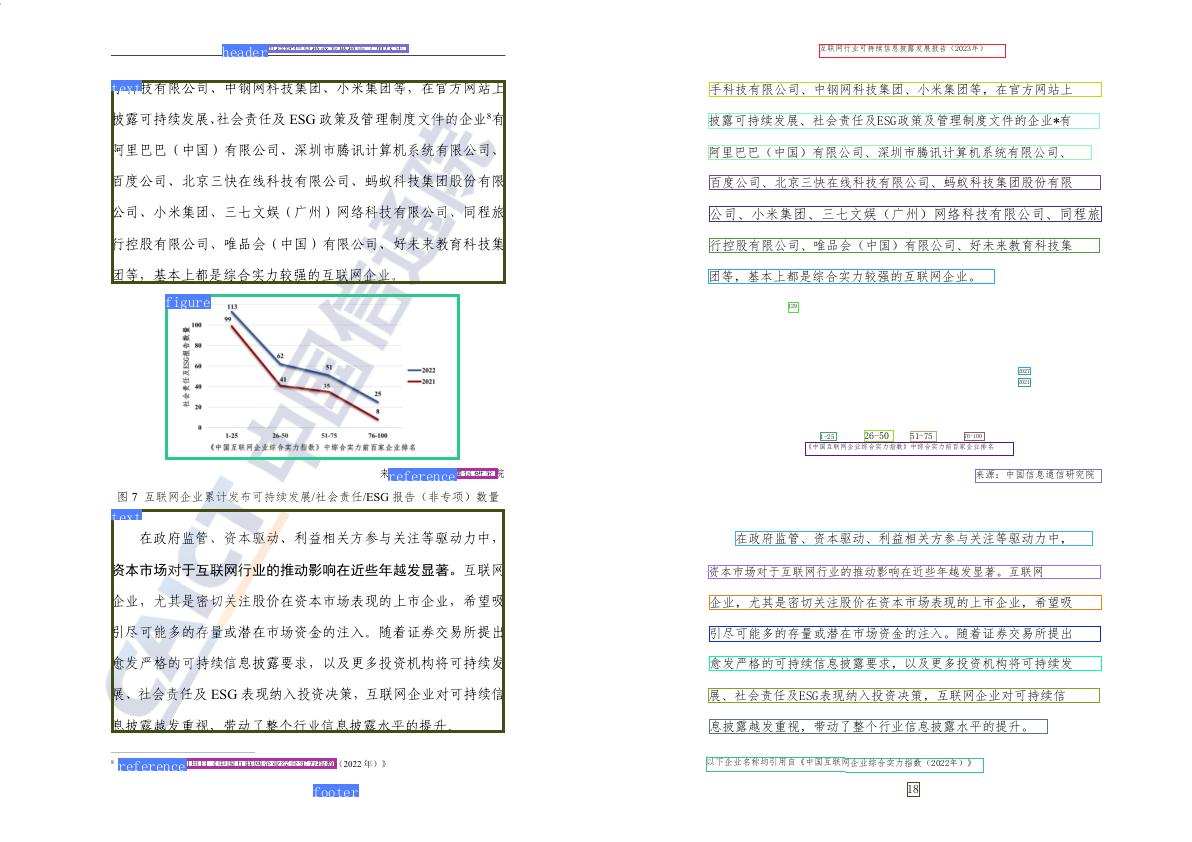 header
text
技有限公司、中钢网科技集团、小米集团等，在官方网站上
披露可持续发展、社会责任及 ESG 政策及管理制度文件的企业8有
阿里巴巴（中国）有限公司、深圳市腾讯计算机系统有限公司、
百度公司、北京三快在线科技有限公司、蚂蚁科技集团股份有限
公司、小米集团、三七文娱（广州）网络科技有限公司、同程旅
行控股有限公司、唯品会（中国）有限公司、好未来教育科技集
团等，基本上都是综合实力较强的互联网企业。
figure
社会责任及ESG报告数量
100
80
60
40
20
0
113
99
62
41
51
35
25
8
2022
2021
1-25 26-50 51-75 76-100
《中国互联网企业综合实力指数》中综合实力前百家企业排名
来 reference 院
图 7 互联网企业累计发布可持续发展/社会责任/ESG 报告（非专项）数量
text
在政府监管、资本驱动、利益相关方参与关注等驱动力中，
资本市场对于互联网行业的推动影响在近些年越发显著。互联网
企业，尤其是密切关注股价在资本市场表现的上市企业，希望吸
引尽可能多的存量或潜在市场资金的注入。随着证券交易所提出
愈发严格的可持续信息披露要求，以及更多投资机构将可持续发
展、社会责任及 ESG 表现纳入投资决策，互联网企业对可持续信
息披露越发重视，带动了整个行业信息披露水平的提升。
8 reference 用自《中国互联网企业综合实力指数（2022 年）》
footer
CAICT 中国信通院
互联网行业可持续信息披露发展报告（2023年）
手科技有限公司、中钢网科技集团、小米集团等，在官方网站上
披露可持续发展、社会责任及ESG政策及管理制度文件的企业*有
阿里巴巴（中国）有限公司、深圳市腾讯计算机系统有限公司、
百度公司、北京三快在线科技有限公司、蚂蚁科技集团股份有限
公司、小米集团、三七文娱（广州）网络科技有限公司、同程旅
行控股有限公司、唯品会（中国）有限公司、好未来教育科技集
团等，基本上都是综合实力较强的互联网企业。
2021
1-25 26-50 51-75 76-100
《中国互联网企业综合实力指数》中综合实力前百家企业排名
来源：中国信息通信研究院
在政府监管、资本驱动、利益相关方参与关注等驱动力中，
资本市场对于互联网行业的推动影响在近些年越发显著。互联网
企业，尤其是密切关注股价在资本市场表现的上市企业，希望吸
引尽可能多的存量或潜在市场资金的注入。随着证券交易所提出
愈发严格的可持续信息披露要求，以及更多投资机构将可持续发
展、社会责任及ESG表现纳入投资决策，互联网企业对可持续信
息披露越发重视，带动了整个行业信息披露水平的提升。
以下企业名称均引用自《中国互联网企业综合实力指数（2022年）》
18